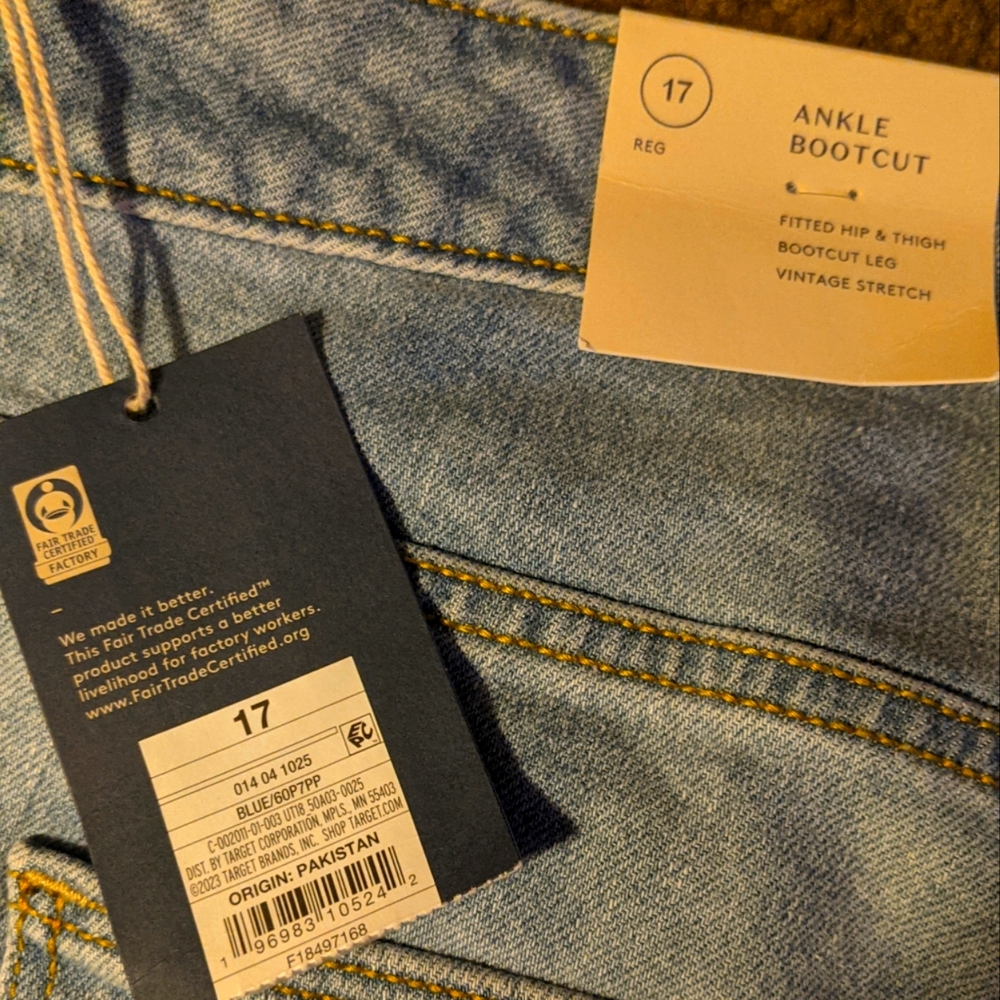 17
REG
ANKLE
BOOTCUT
FITTED HIP & THIGH
BOOTCUT LEG
VINTAGE STRETCH
FAIR TRADE
CERTIFIED™
FACTORY
We made it better.
This Fair Trade Certified™
product supports a better
livelihood for factory workers.
www.FairTradeCertified.org
17
EPC
014 04 1025
BLUE/60P7PP
C-002011-01-003 UT18 50A03-0025
DIST. BY TARGET CORPORATION, MPLS., MN 55403
©2023 TARGET BRANDS, INC. SHOP TARGET.COM
ORIGIN: PAKISTAN
1 96983 10524 2
F18497168